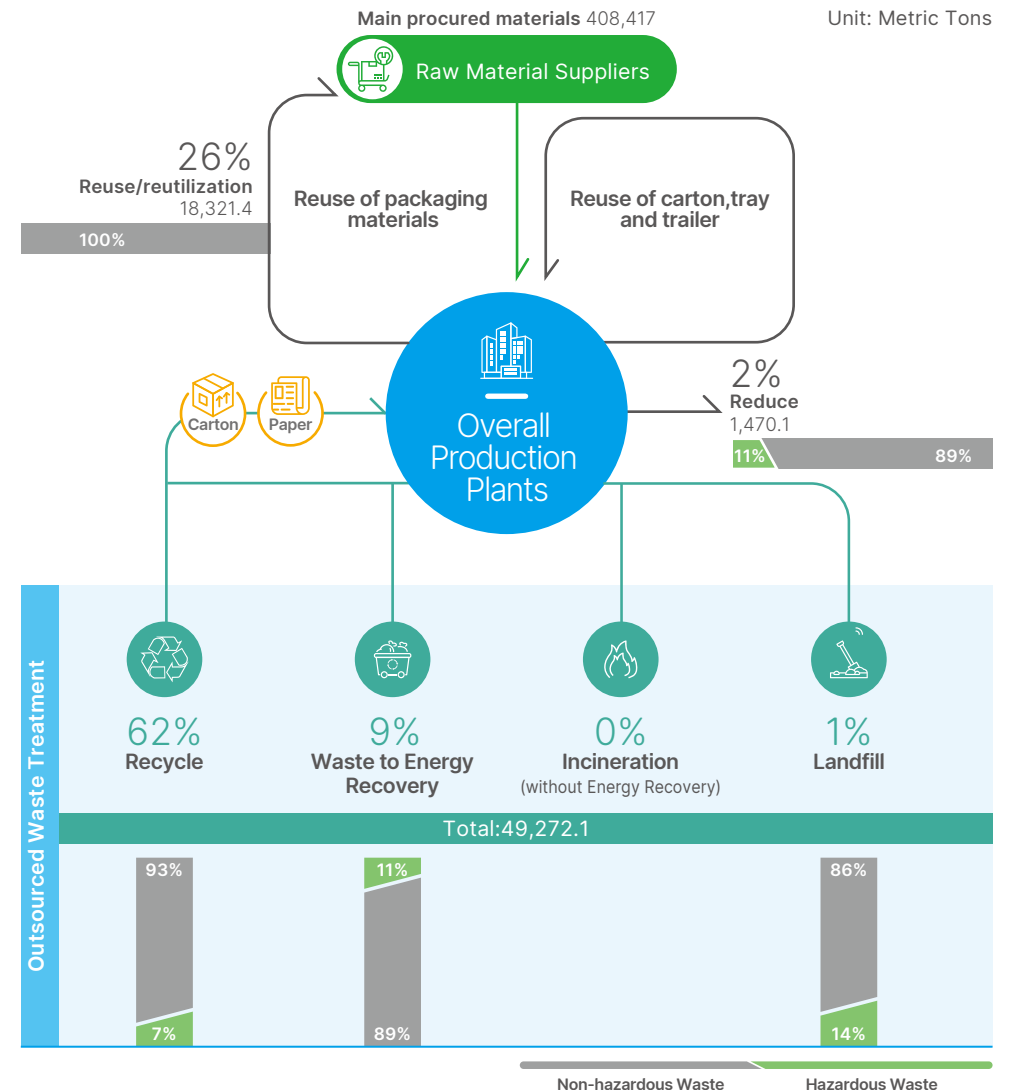 Main procured materials 408,417
Unit: Metric Tons
Raw Material Suppliers
26%
Reuse/reutilization
18,321.4
100%
Reuse of packaging
materials
Reuse of carton,tray
and trailer
Carton
Paper
Overall
Production
Plants
2%
Reduce
1,470.1
11%
89%
Outsourced Waste Treatment
62%
Recycle
9%
Waste to Energy
Recovery
0%
Incineration
(without Energy Recovery)
1%
Landfill
Total:49,272.1
93%
7%
11%
89%
86%
14%
Non-hazardous Waste
Hazardous Waste